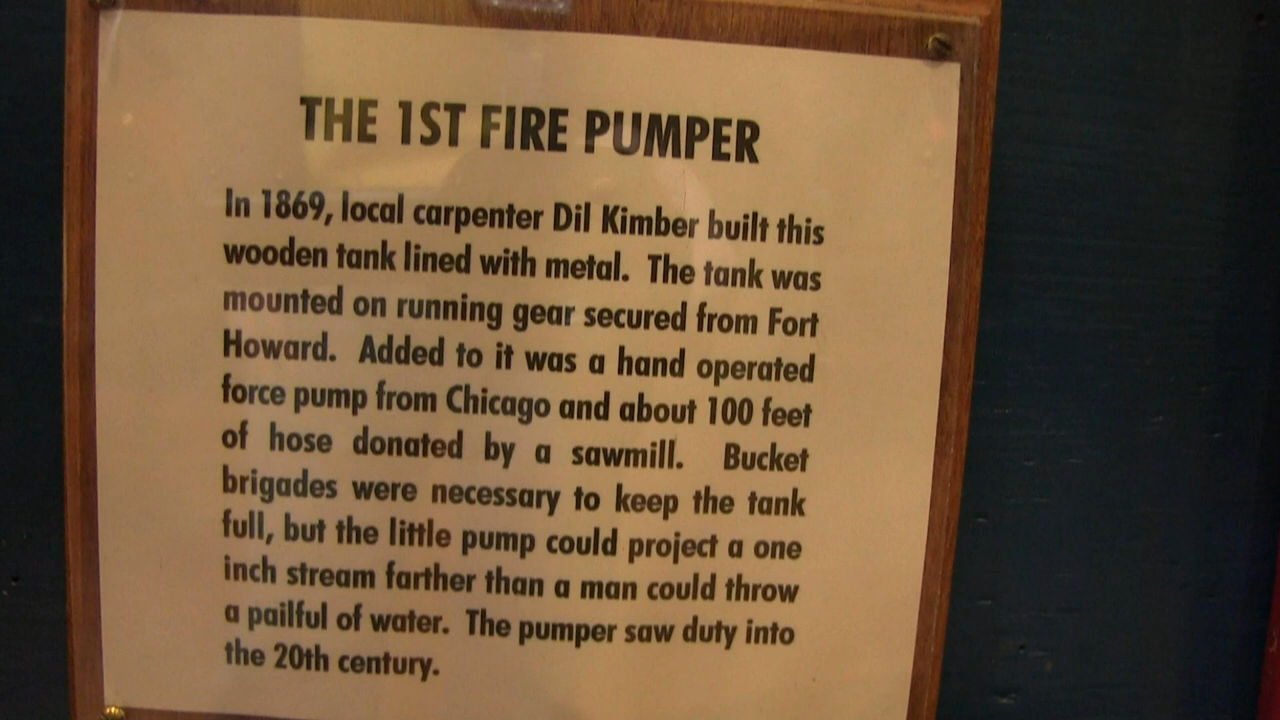 THE 1ST FIRE PUMPER
In 1869, local carpenter Dil Kimber built this
wooden tank lined with metal. The tank was
mounted on running gear secured from Fort
Howard. Added to it was a hand operated
force pump from Chicago and about 100 feet
of hose donated by a sawmill. Bucket
brigades were necessary to keep the tank
full, but the little pump could project a one
inch stream farther than a man could throw
a pailful of water. The pumper saw duty into
the 20th century.